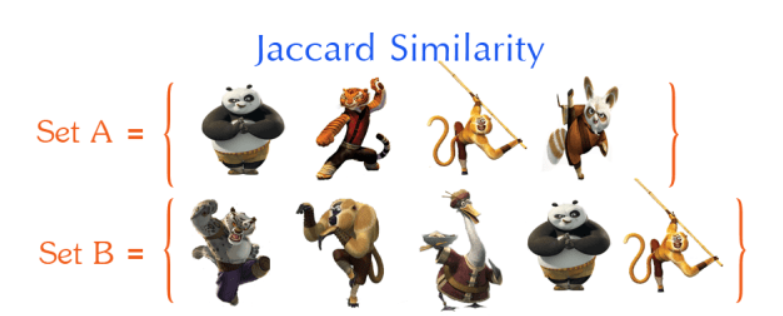 Jaccard Similarity
Set A = { }
Set B = { }